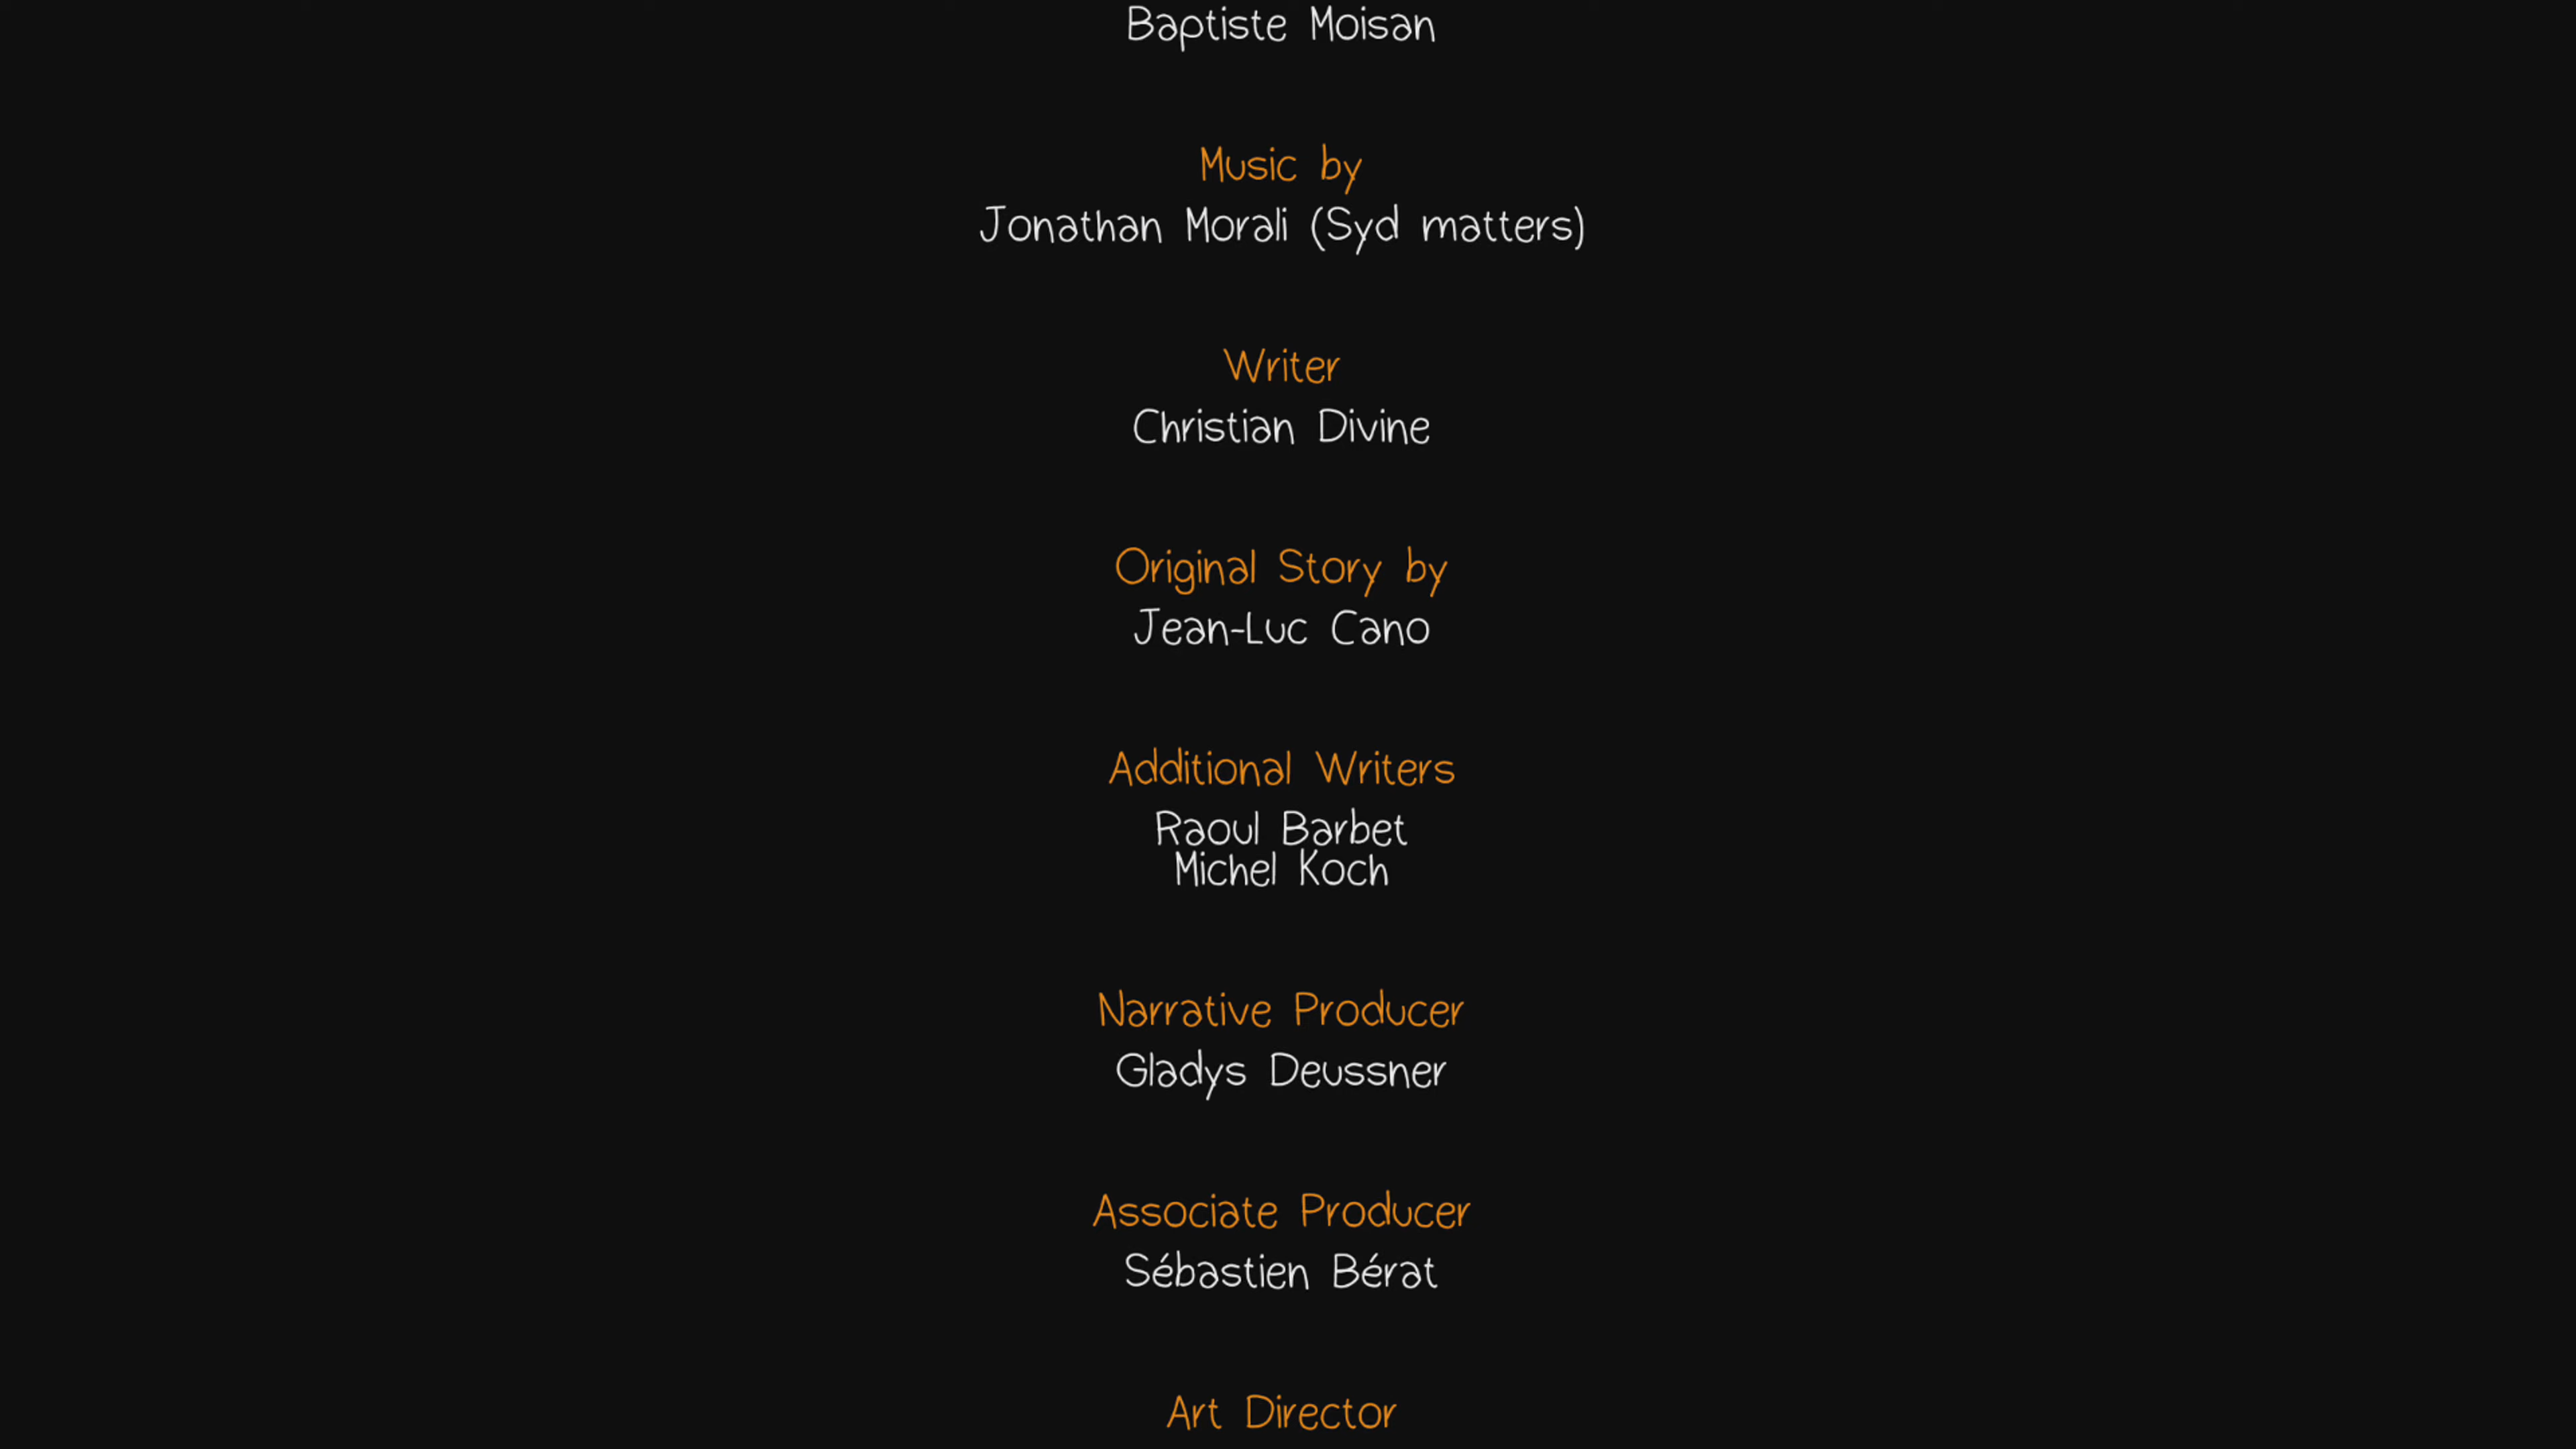 Baptiste Moisan
Music by
Jonathan Morali (Syd matters)
Writer
Christian Divine
Original Story by
Jean-Luc Cano
Additional Writers
Raoul Barbet
Michel Koch
Narrative Producer
Gladys Deussner
Associate Producer
Sébastien Bérat
Art Director